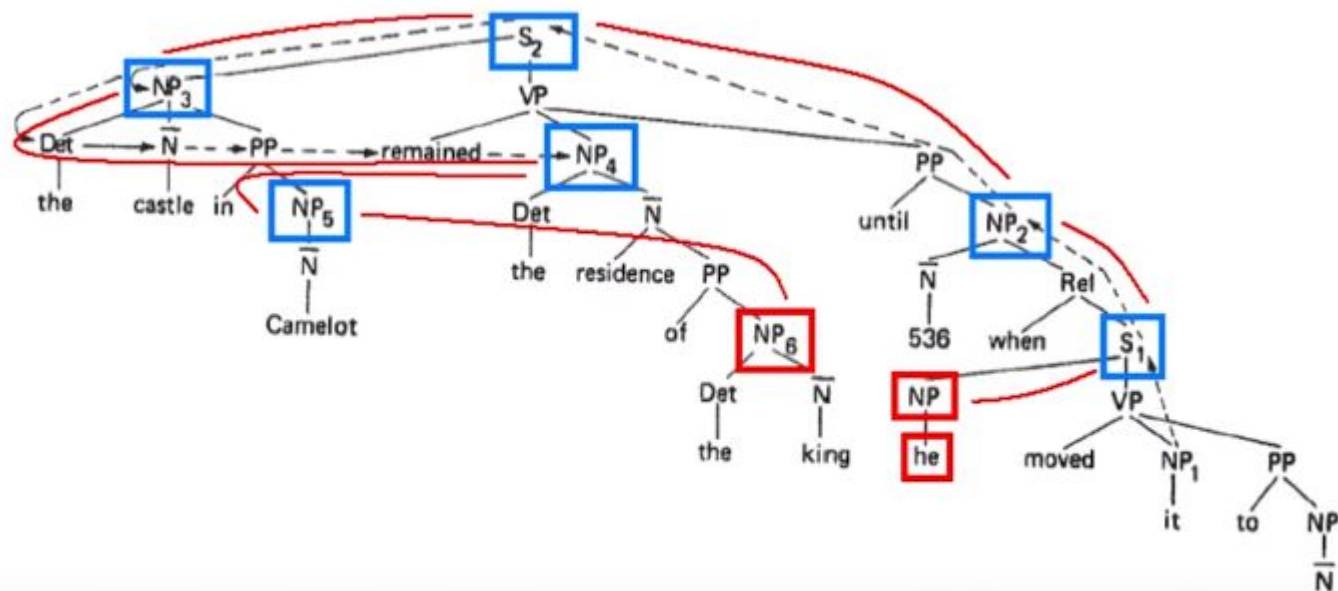 S2
NP3
VP
Det N̄ PP remained NP4
PP
the castle in NP5 Det N̄ until NP2
N̄ the residence PP N̄ Rel
Camelot of NP6 536 when S1
Det N̄ NP VP
the king he moved NP1 PP
it to NP
N̄